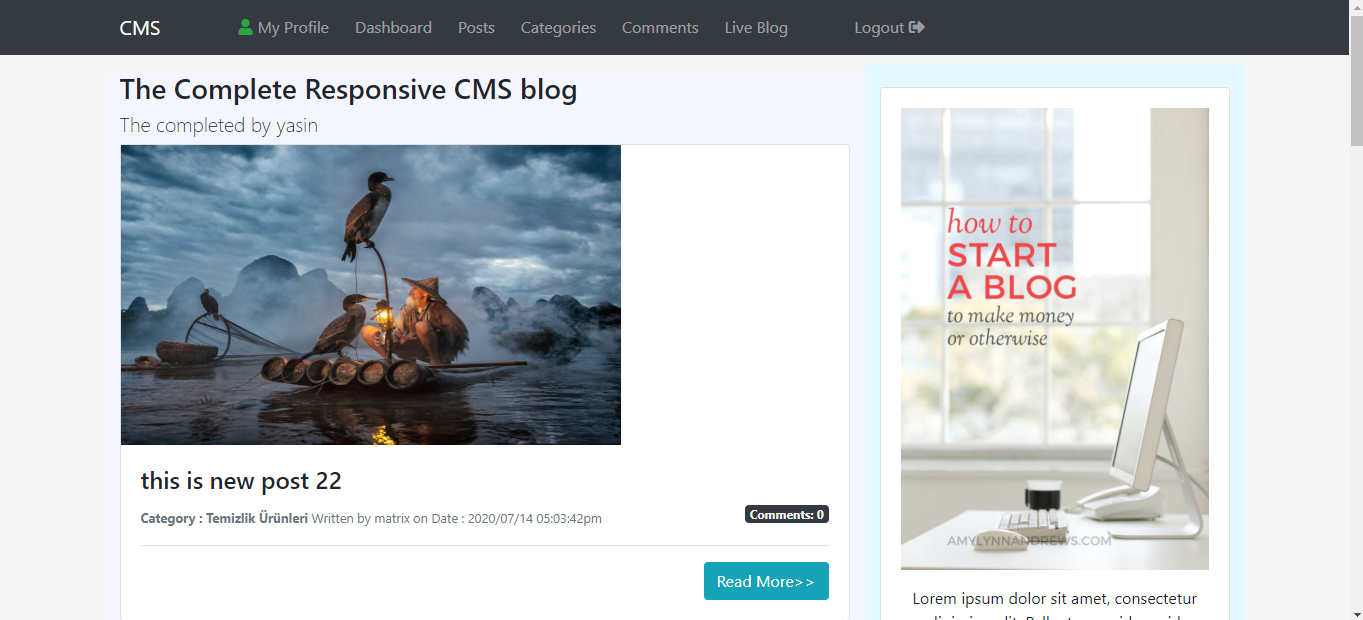 CMS
My Profile
Dashboard
Posts
Categories
Comments
Live Blog
Logout
The Complete Responsive CMS blog
The completed by yasin
this is new post 22
Category : Temizlik Ürünleri Written by matrix on Date : 2020/07/14 05:03:42pm
Comments: 0
Read More>>
how to
START
A BLOG
to make money
or otherwise
AMYLYNNANDREWS.COM
Lorem ipsum dolor sit amet, consectetur